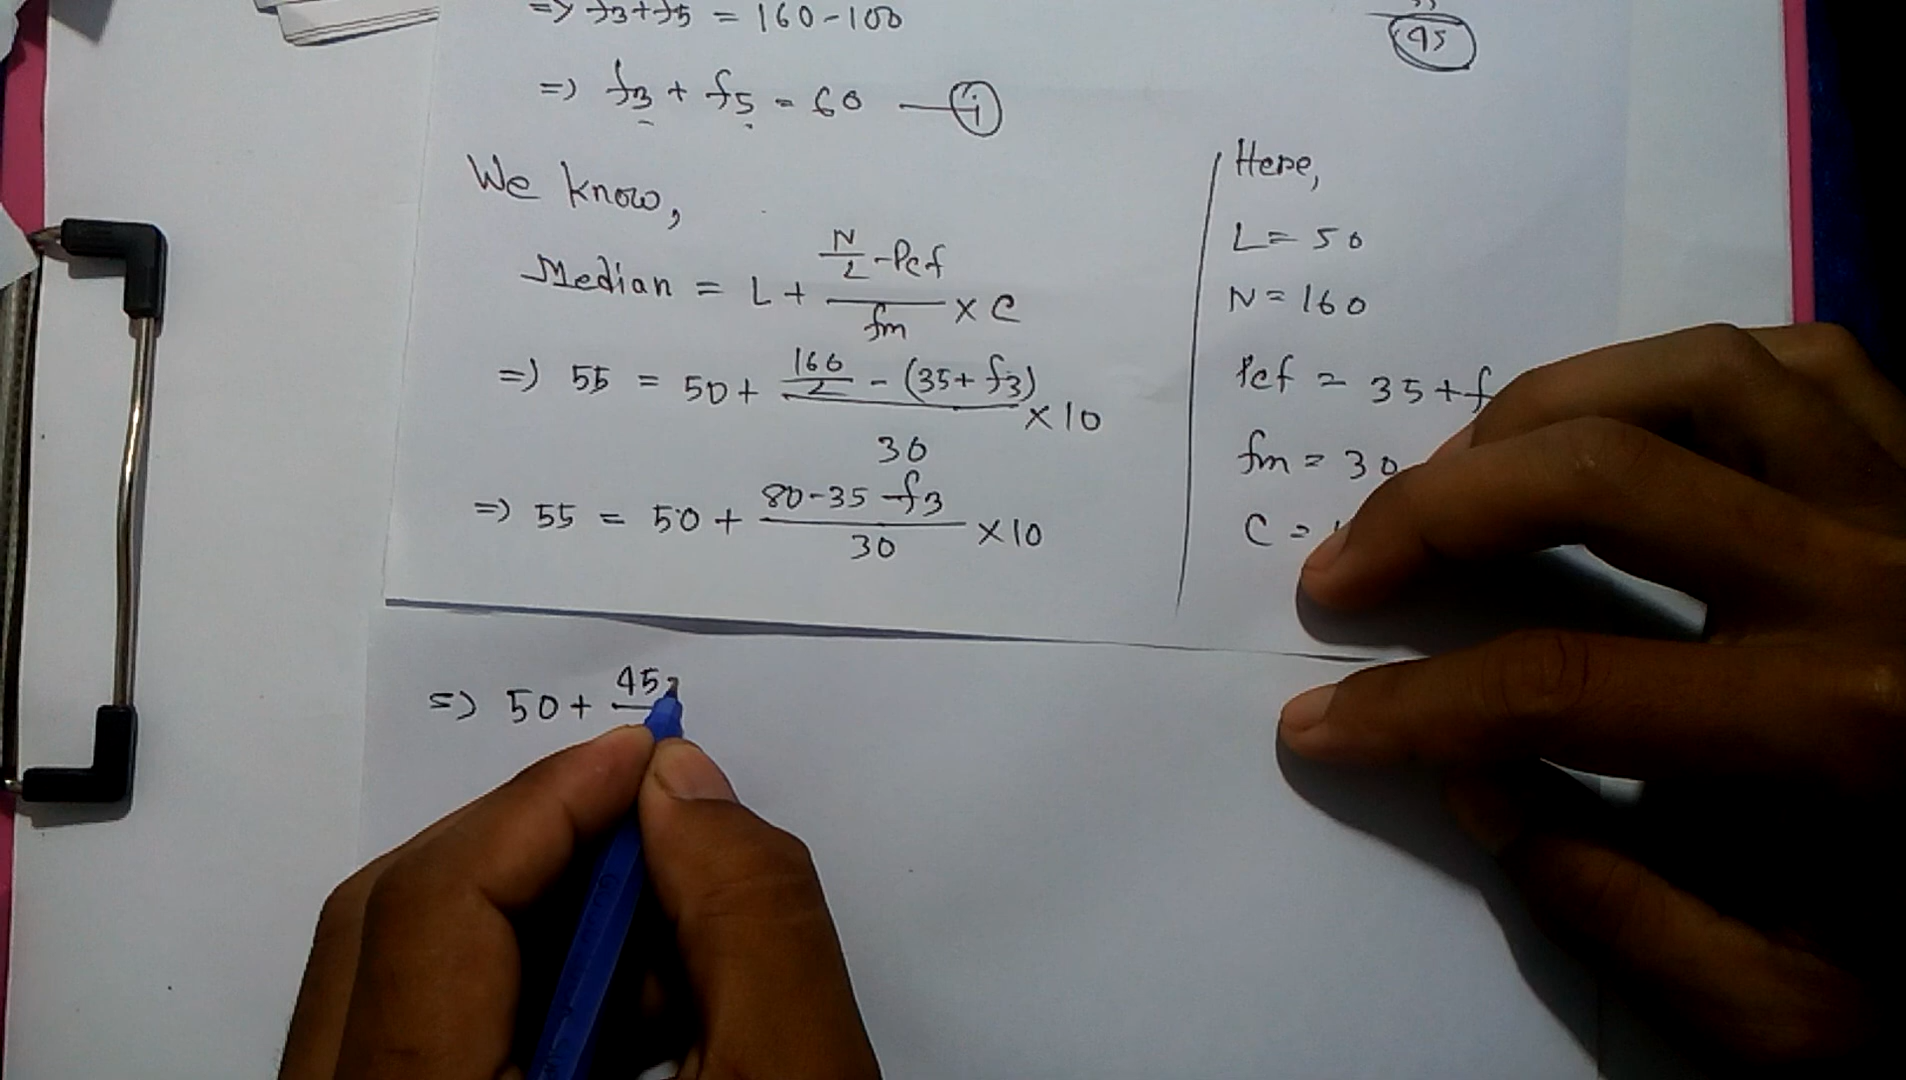 => f3+f5 = 160-100
=> f3 + f5 = 60 — (i)
45
We know,
Median = L + (N/2 - Pcf)/fm × C
=> 55 = 50 + (160/2 - (35+f3))/30 × 10
=> 55 = 50 + (80-35-f3)/30 × 10
Here,
L = 50
N = 160
Pcf = 35+f
fm = 30
C =
=> 50 + 45